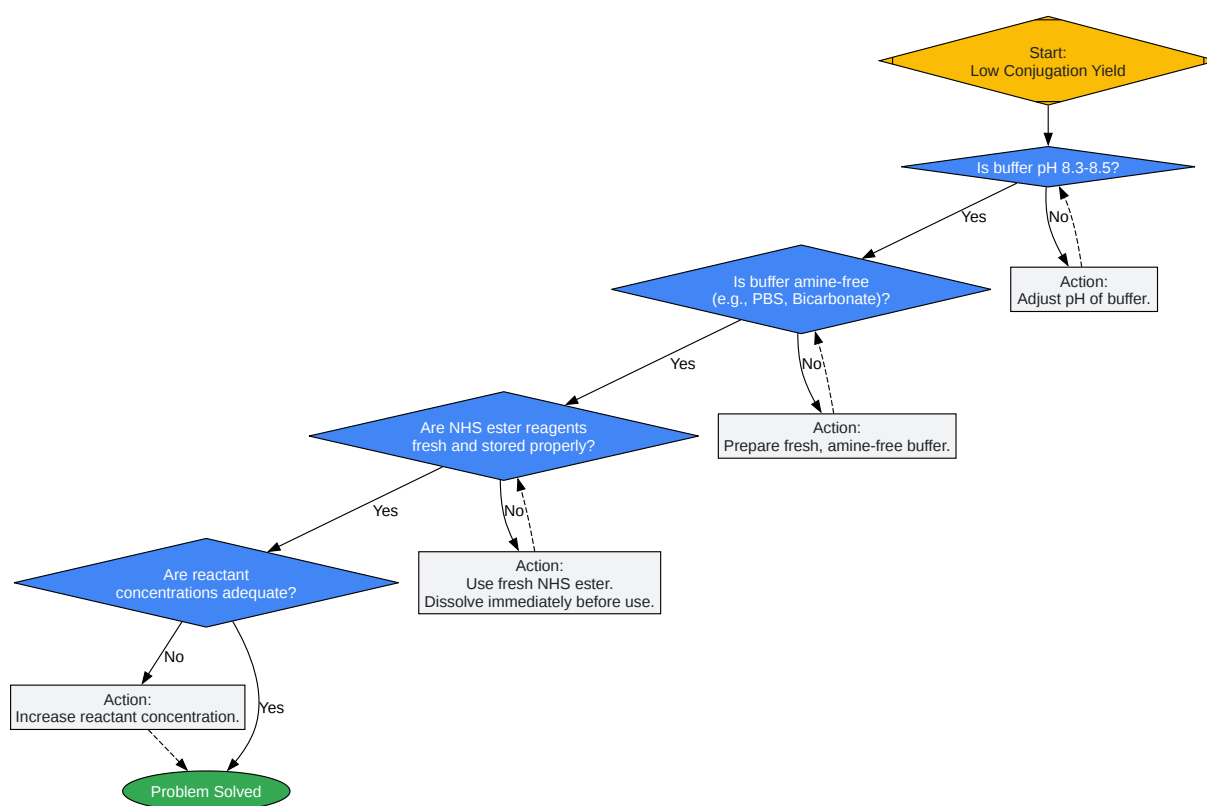 Start:
Low Conjugation Yield
Is buffer pH 8.3-8.5?
Yes
No
Action:
Adjust pH of buffer.
Is buffer amine-free
(e.g., PBS, Bicarbonate)?
Yes
No
Action:
Prepare fresh, amine-free buffer.
Are NHS ester reagents
fresh and stored properly?
Yes
No
Action:
Use fresh NHS ester.
Dissolve immediately before use.
Are reactant
concentrations adequate?
No
Yes
Action:
Increase reactant concentration.
Problem Solved